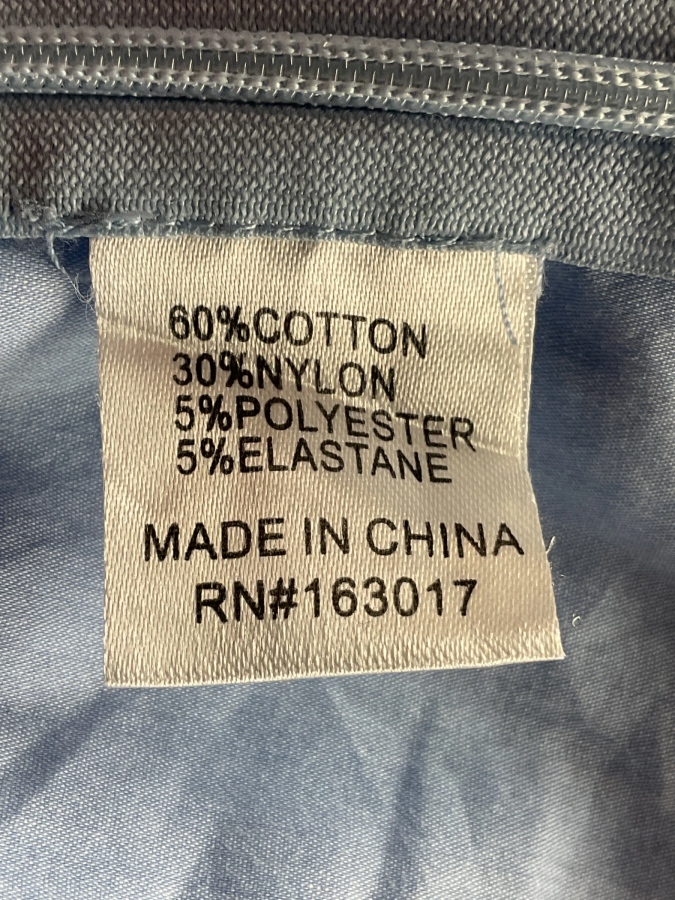 60%COTTON
30%NYLON
5%POLYESTER
5%ELASTANE
MADE IN CHINA
RN#163017